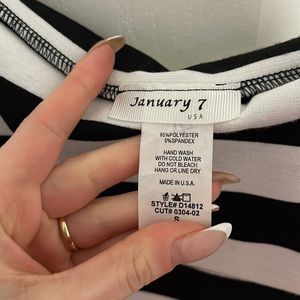 January 7
USA
95%POLYESTER
5%SPANDEX
HAND WASH
WITH COLD WATER
DO NOT BLEACH
HANG OR LINE DRY
MADE IN U.S.A.
STYLE# D14812
CUT# 0304-02
S